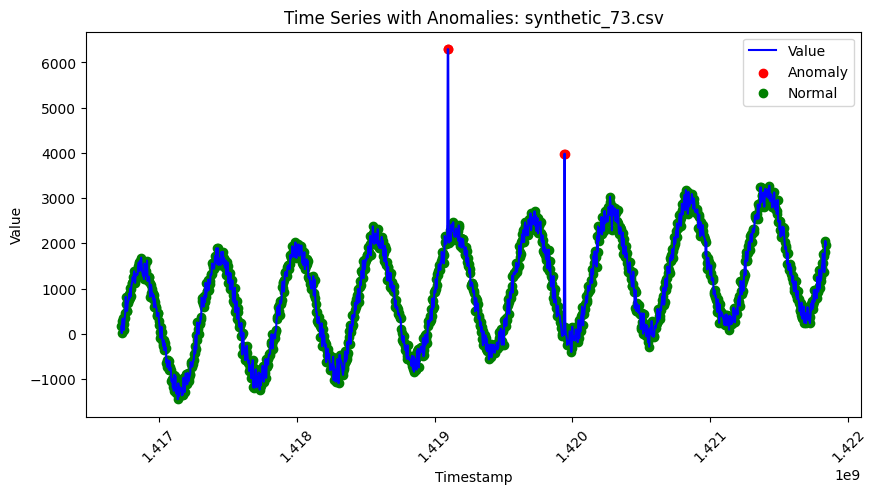 Time Series with Anomalies: synthetic_73.csv
Value
Anomaly
Normal
6000
5000
4000
3000
2000
1000
0
−1000
Value
1.417
1.418
1.419
1.420
1.421
1.422
1e9
Timestamp